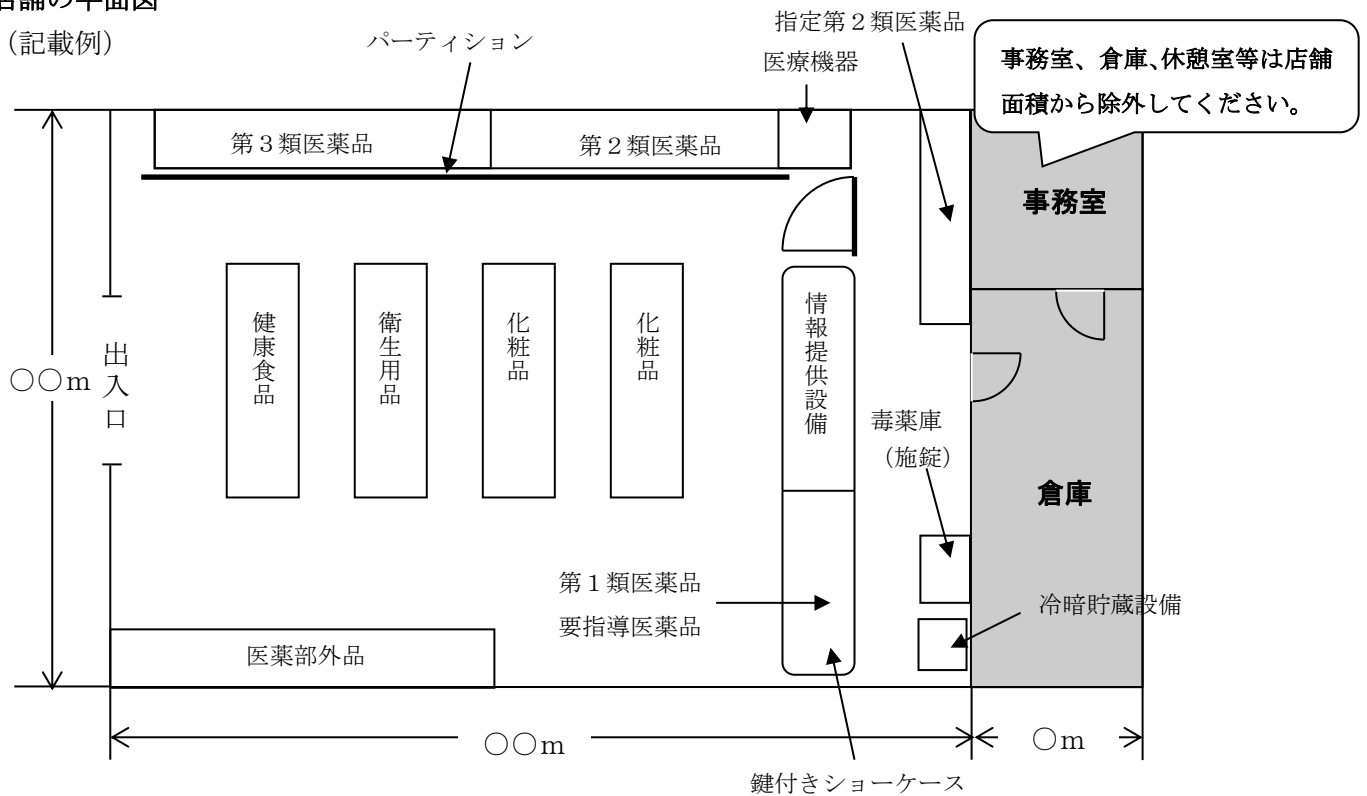 店舗の平面図
（記載例）
パーティション
指定第２類医薬品
医療機器
事務室、倉庫、休憩室等は店舗
面積から除外してください。
第３類医薬品
第２類医薬品
事務室
健康食品
衛生用品
化粧品
化粧品
情報提供設備
出入口
○○ｍ
毒薬庫
（施錠）
倉庫
第１類医薬品
要指導医薬品
冷暗貯蔵設備
医薬部外品
○○ｍ
○ｍ
鍵付きショーケース